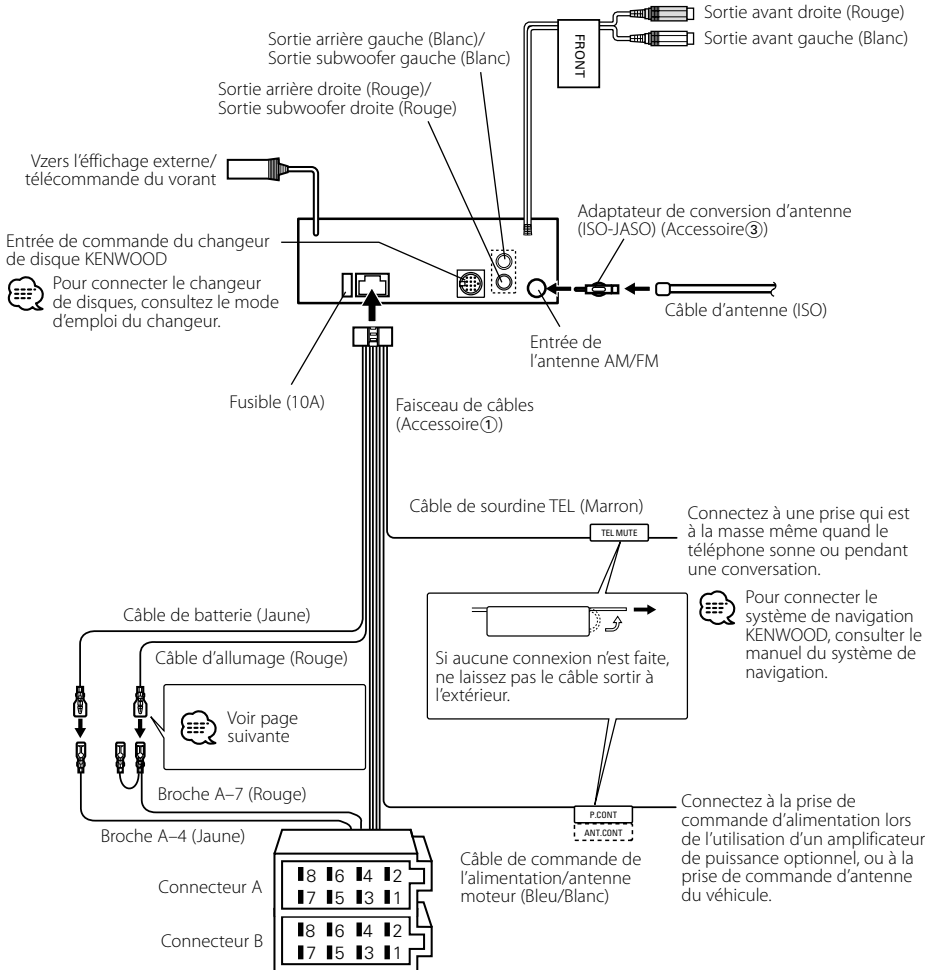 Sortie avant droite (Rouge)
Sortie avant gauche (Blanc)
FRONT
Sortie arrière gauche (Blanc)/
Sortie subwoofer gauche (Blanc)
Sortie arrière droite (Rouge)/
Sortie subwoofer droite (Rouge)
Vzers l'éffichage externe/
télécommande du vorant
Adaptateur de conversion d'antenne
(ISO-JASO) (Accessoire③)
Entrée de commande du changeur
de disque KENWOOD
Pour connecter le changeur
de disques, consultez le mode
d'emploi du changeur.
Câble d'antenne (ISO)
Entrée de
l'antenne AM/FM
Fusible (10A)
Faisceau de câbles
(Accessoire①)
Câble de sourdine TEL (Marron)
TEL MUTE
Connectez à une prise qui est
à la masse même quand le
téléphone sonne ou pendant
une conversation.
Pour connecter le
système de navigation
KENWOOD, consulter le
manuel du système de
navigation.
Si aucune connexion n'est faite,
ne laissez pas le câble sortir à
l'extérieur.
Câble de batterie (Jaune)
Câble d'allumage (Rouge)
Voir page
suivante
Broche A–7 (Rouge)
Broche A–4 (Jaune)
P.CONT
ANT.CONT
Câble de commande de
l'alimentation/antenne
moteur (Bleu/Blanc)
Connectez à la prise de
commande d'alimentation lors
de l'utilisation d'un amplificateur
de puissance optionnel, ou à la
prise de commande d'antenne
du véhicule.
Connecteur A
8 6 4 2
7 5 3 1
Connecteur B
8 6 4 2
7 5 3 1